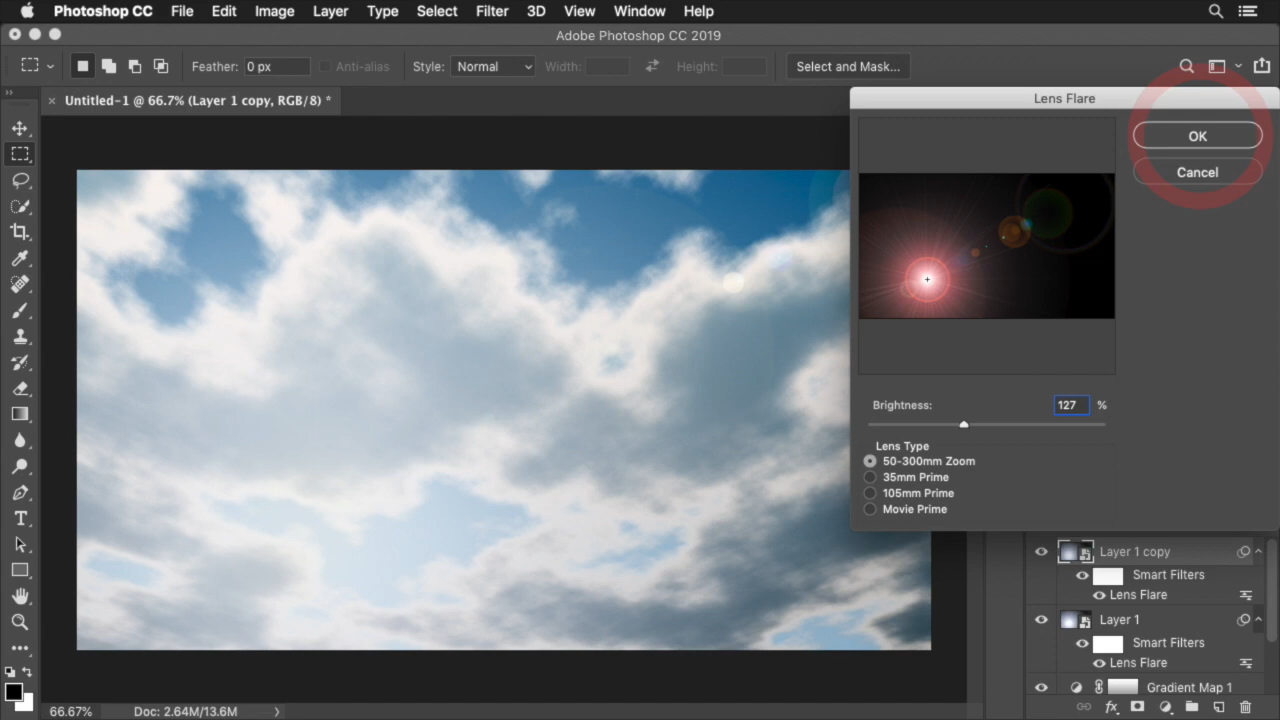 Photoshop CC File Edit Image Layer Type Select Filter 3D View Window Help
Adobe Photoshop CC 2019
Feather: 0 px Anti-alias Style: Normal Width: Height: Select and Mask...
× Untitled-1 @ 66.7% (Layer 1 copy, RGB/8) *
Lens Flare
OK
Cancel
Brightness: 127 %
Lens Type
50-300mm Zoom
35mm Prime
105mm Prime
Movie Prime
Layer 1 copy
Smart Filters
Lens Flare
Layer 1
Smart Filters
Lens Flare
Gradient Map 1
66.67% Doc: 2.64M/13.6M